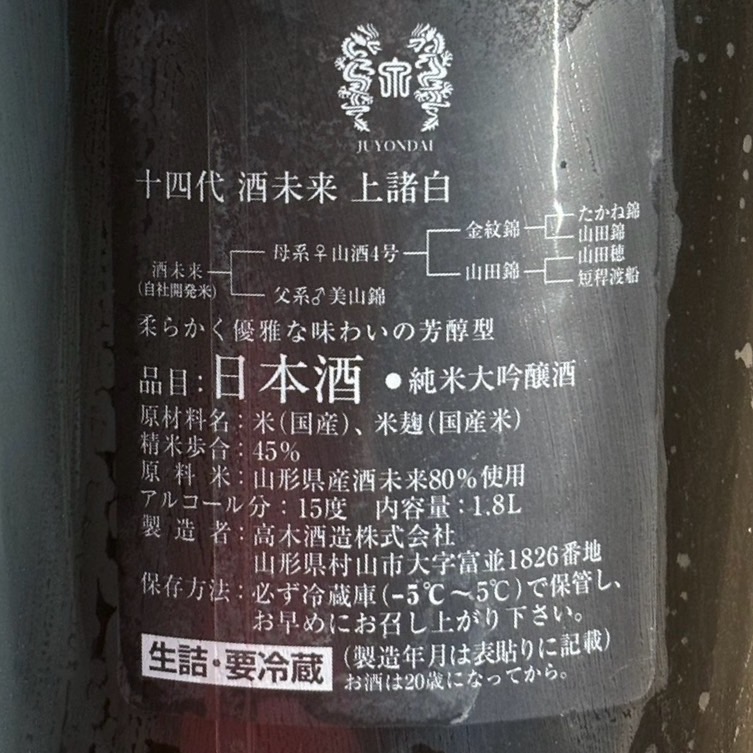 JUYONDAI
十四代 酒未来 上諸白
たかね錦
金紋錦
山田錦
母系♀山酒4号
山田穂
酒未来
山田錦
(自社開発米)
短稈渡船
父系♂美山錦
柔らかく優雅な味わいの芳醇型
品目:日本酒 ●純米大吟醸酒
原材料名:米(国産)、米麹(国産米)
精米歩合:45%
原料米:山形県産酒未来80%使用
アルコール分:15度 内容量:1.8L
製造者:高木酒造株式会社
山形県村山市大字富並1826番地
保存方法:必ず冷蔵庫(-5℃~5℃)で保管し、
お早めにお召し上がり下さい。
生詰・要冷蔵 (製造年月は表貼りに記載)
お酒は20歳になってから。